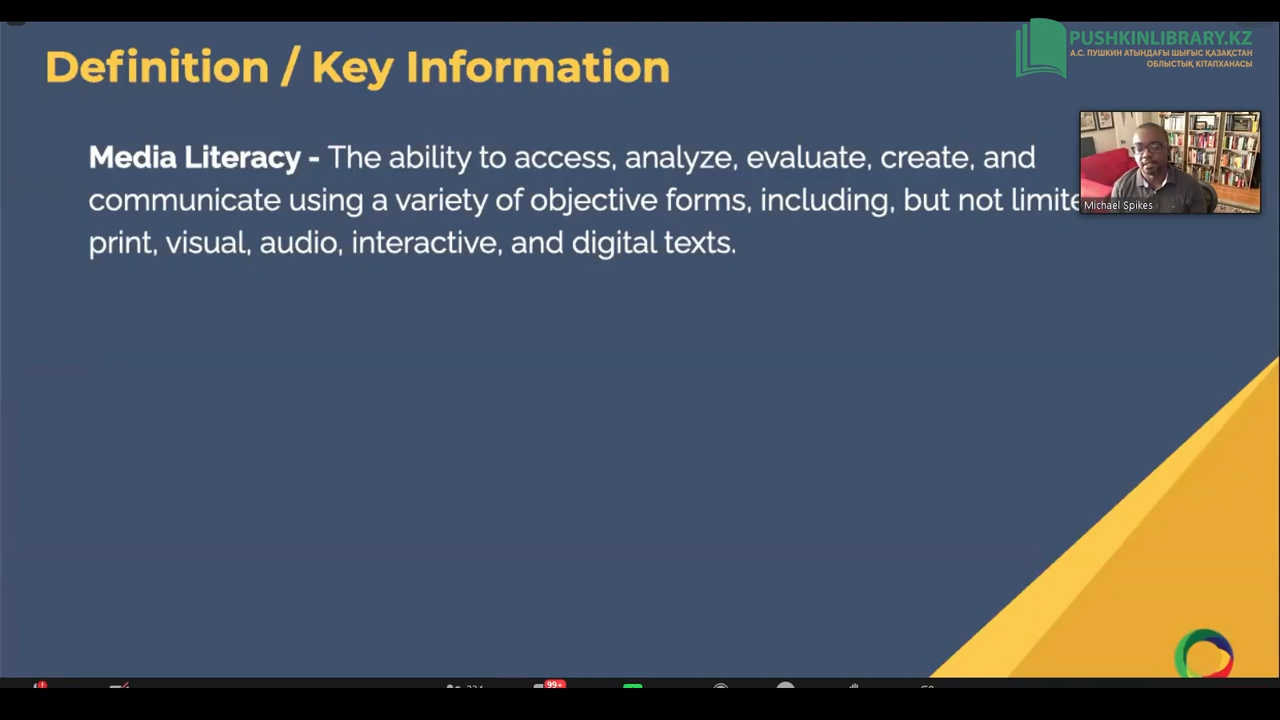 Definition / Key Information
PUSHKINLIBRARY.KZ
А.С. ПУШКИН АТЫНДАҒЫ ШЫҒЫС ҚАЗАҚСТАН
ОБЛЫСТЫҚ КІТАПХАНАСЫ
Media Literacy - The ability to access, analyze, evaluate, create, and
communicate using a variety of objective forms, including, but not limite
print, visual, audio, interactive, and digital texts.
Michael Spikes
99+